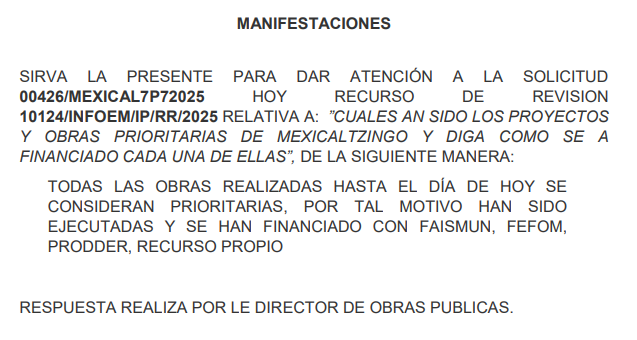 MANIFESTACIONES
SIRVA LA PRESENTE PARA DAR ATENCIÓN A LA SOLICITUD
00426/MEXICAL7P72025 HOY RECURSO DE REVISION
10124/INFOEM/IP/RR/2025 RELATIVA A: "CUALES AN SIDO LOS PROYECTOS
Y OBRAS PRIORITARIAS DE MEXICALTZINGO Y DIGA COMO SE A
FINANCIADO CADA UNA DE ELLAS", DE LA SIGUIENTE MANERA:
TODAS LAS OBRAS REALIZADAS HASTA EL DÍA DE HOY SE
CONSIDERAN PRIORITARIAS, POR TAL MOTIVO HAN SIDO
EJECUTADAS Y SE HAN FINANCIADO CON FAISMUN, FEFOM,
PRODDER, RECURSO PROPIO
RESPUESTA REALIZA POR LE DIRECTOR DE OBRAS PUBLICAS.